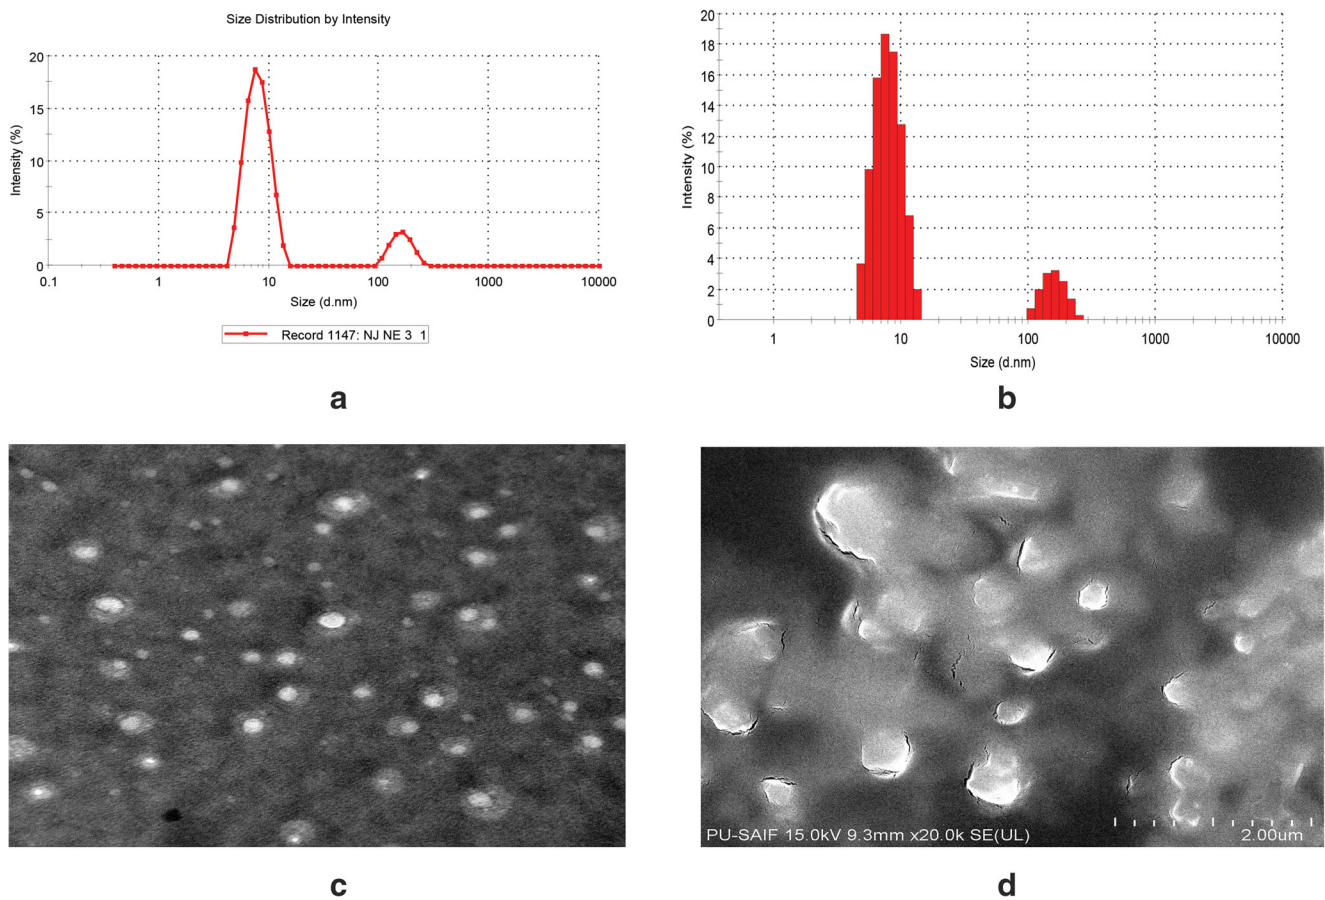 Size Distribution by Intensity
20
15
10
5
0
Intensity (%)
0.1 1 10 100 1000 10000
Size (d.nm)
Record 1147: NJ NE 3 1
a
20
18
16
14
12
10
8
6
4
2
0
Intensity (%)
1 10 100 1000 10000
Size (d.nm)
b
c
PU-SAIF 15.0kV 9.3mm x20.0k SE(UL) 2.00um
d